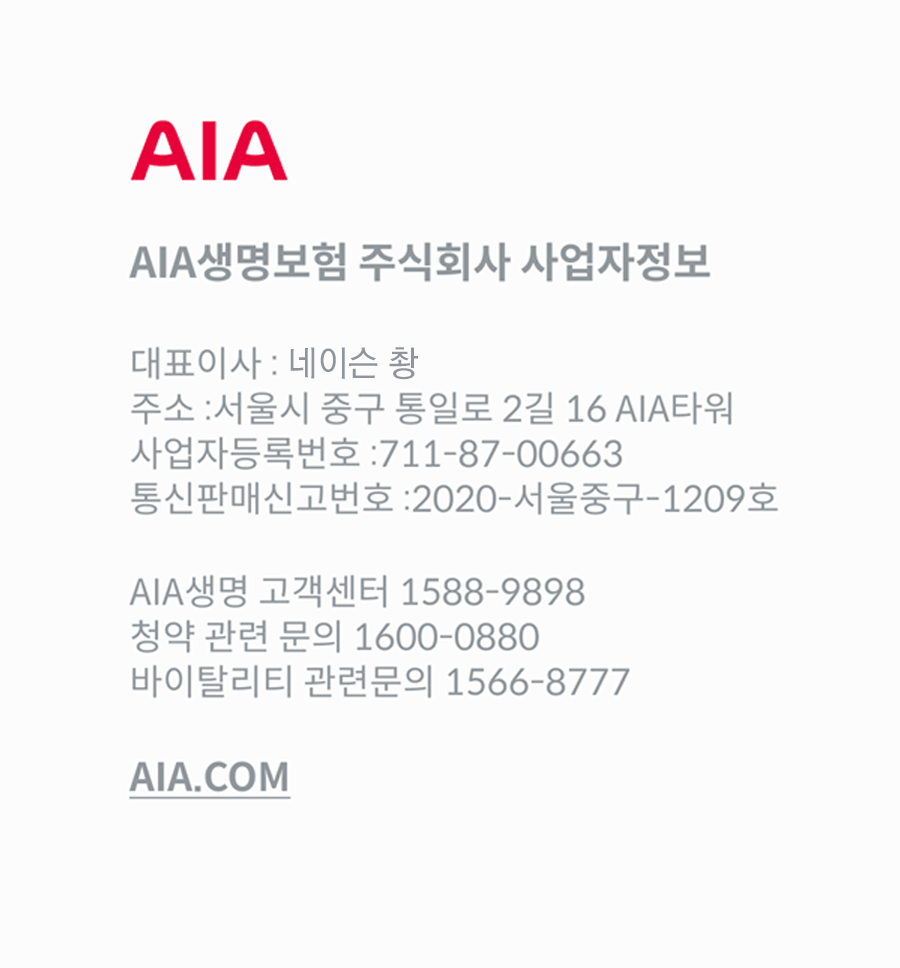 AIA
AIA생명보험 주식회사 사업자정보
대표이사 : 네이슨 촹
주소 :서울시 중구 통일로 2길 16 AIA타워
사업자등록번호 :711-87-00663
통신판매신고번호 :2020-서울중구-1209호
AIA생명 고객센터 1588-9898
청약 관련 문의 1600-0880
바이탈리티 관련문의 1566-8777
AIA.COM